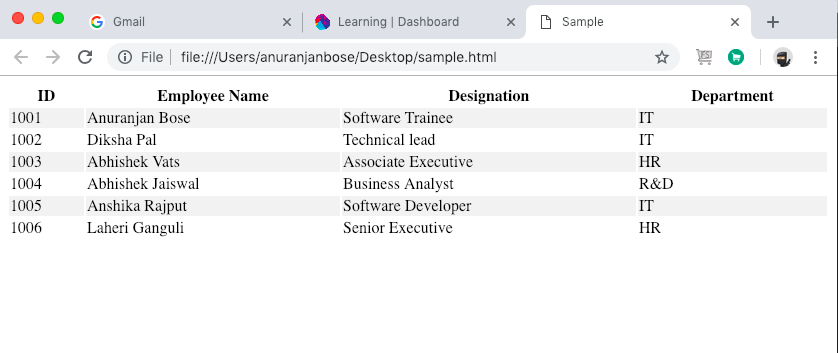 Gmail Learning | Dashboard Sample
File file:///Users/anuranjanbose/Desktop/sample.html
ID Employee Name Designation Department
1001 Anuranjan Bose Software Trainee IT
1002 Diksha Pal Technical lead IT
1003 Abhishek Vats Associate Executive HR
1004 Abhishek Jaiswal Business Analyst R&D
1005 Anshika Rajput Software Developer IT
1006 Laheri Ganguli Senior Executive HR